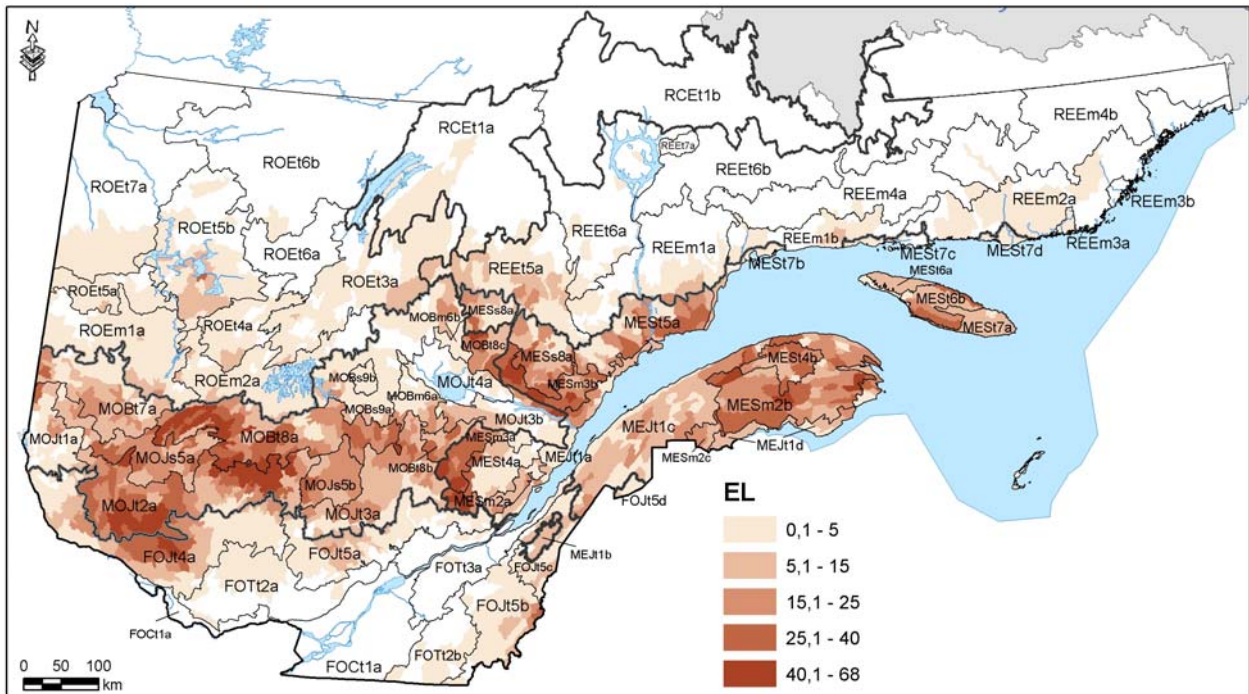 N
RCEt1b
RCEt1a
REEm4b
ROEt6b
REEt7a
REEt6b
ROEt7a
REEm4a
REEm2a
REEm3b
ROEt5b
REEt6a
REEm1a
ROEt6a
REEm1b
REEm3a
MESt7b
MESt7c
MESt7d
ROEt3a
REEt5a
MESt6a
ROEt5a
MESt6b
ROEm1a
ROEt4a
MOBm6b
MESs8a
MESt5a
MESt7a
MOBt8c
MESs8a
ROEm2a
MOBs9b
MOJt4a
MESm3b
MESt4b
MOBm6a
MOBt7a
MOBs9a
MESm2b
MOJt1a
MOBt8a
MOJt3b
MEJt1c
MESm3a
MOJs5a
MEJt1a
MEJt1d
MESt4a
MESm2c
MOBt8b
MOJs5b
FOJt5d
MOJt2a
MESm2a
MOJt3a
FOJt4a
FOJt5a
MEJt1b
FOTt2a
FOTt3a
FOJt5c
FOJt5b
FOCt1a
FOTt2b
FOCt1a
EL
0,1 - 5
5,1 - 15
15,1 - 25
25,1 - 40
40,1 - 68
0 50 100
km